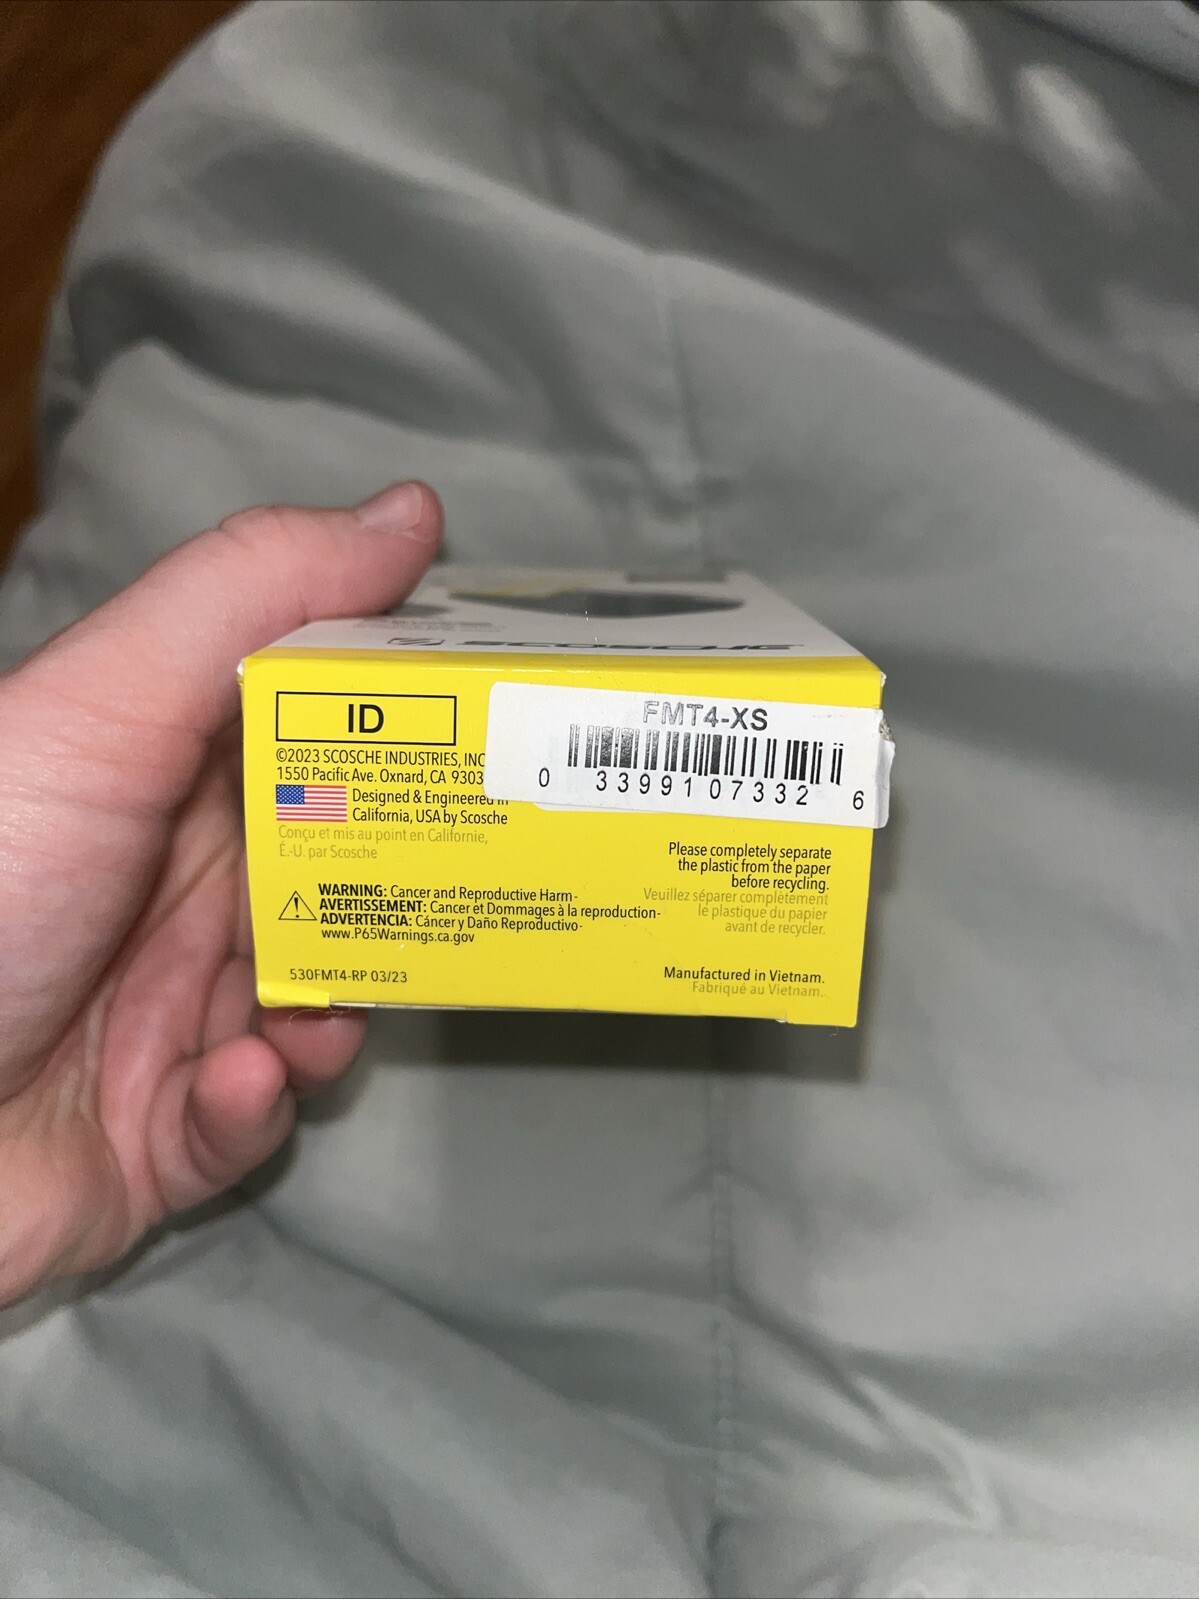 SCOSCHE
ID
FMT4-XS
0 33991 07332 6
©2023 SCOSCHE INDUSTRIES, INC
1550 Pacific Ave. Oxnard, CA 9303
Designed & Engineered in
California, USA by Scosche
Conçu et mis au point en Californie,
É.-U. par Scosche
Please completely separate
the plastic from the paper
before recycling.
Veuillez séparer complètement
le plastique du papier
avant de recycler.
WARNING: Cancer and Reproductive Harm-
AVERTISSEMENT: Cancer et Dommages à la reproduction-
ADVERTENCIA: Cáncer y Daño Reproductivo-
www.P65Warnings.ca.gov
530FMT4-RP 03/23
Manufactured in Vietnam.
Fabriqué au Vietnam.